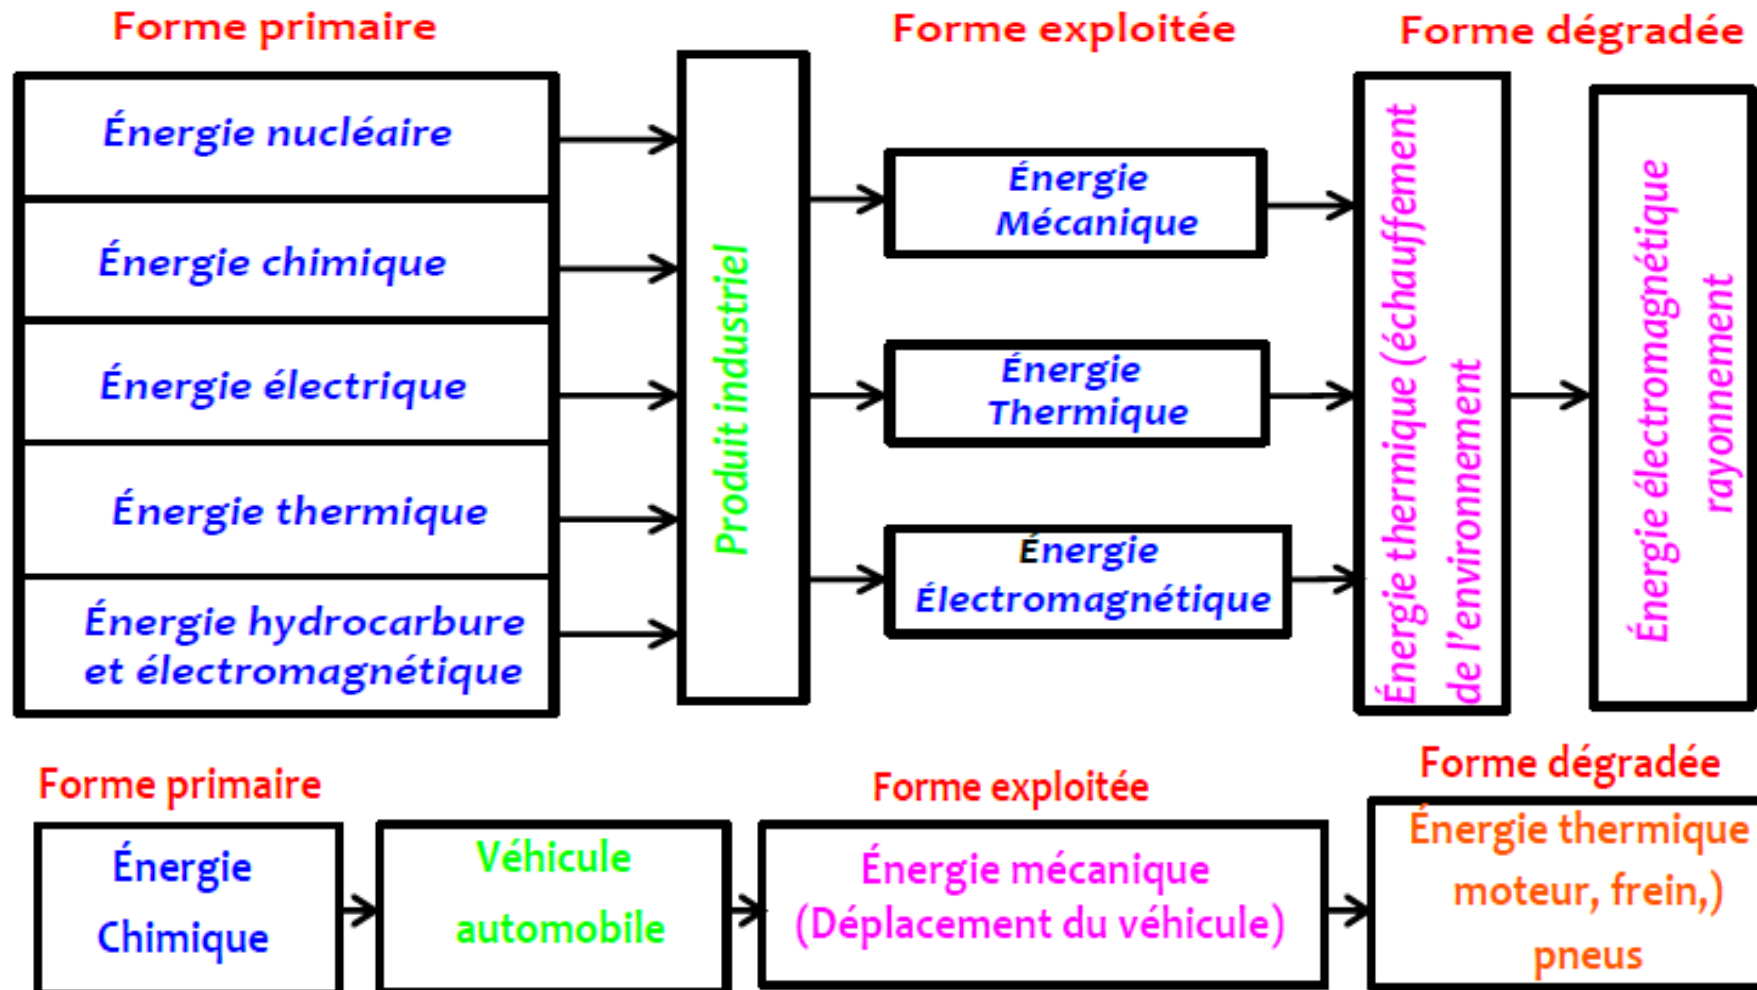 Forme primaire
Forme exploitée
Forme dégradée
Énergie nucléaire
Énergie chimique
Énergie électrique
Énergie thermique
Énergie hydrocarbure
et électromagnétique
Produit industriel
Énergie
Mécanique
Énergie
Thermique
Énergie
Électromagnétique
Énergie thermique (échauffement
de l'environnement
Énergie électromagnétique
rayonnement
Forme primaire
Forme exploitée
Forme dégradée
Énergie
Chimique
Véhicule
automobile
Énergie mécanique
(Déplacement du véhicule)
Énergie thermique
moteur, frein,)
pneus